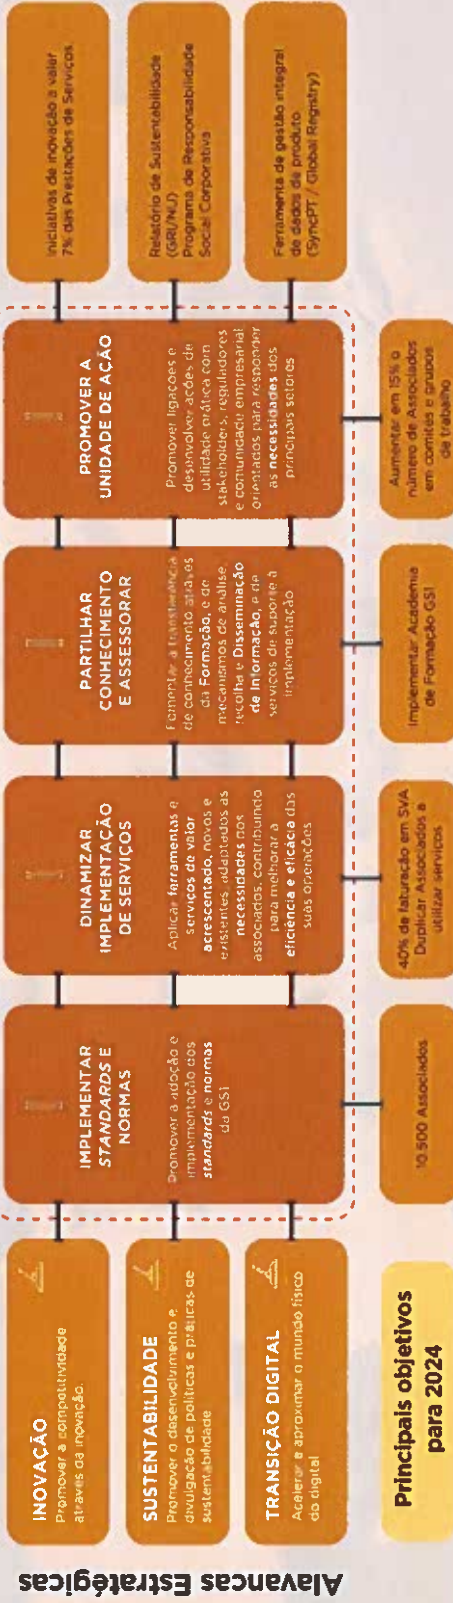 Alavancas Estratégicas
INOVAÇÃO
Promover a competitividade
através da inovação.
SUSTENTABILIDADE
Promover o desenvolvimento e
divulgação de políticas e práticas de
sustentabilidade
TRANSIÇÃO DIGITAL
Acelerar e aproximar o mundo físico
do digital
IMPLEMENTAR
STANDARDS E
NORMAS
Promover a adoção e
implementação dos
standards e normas
da GS1
DINAMIZAR
IMPLEMENTAÇÃO
DE SERVIÇOS
Aplicar ferramentas e
serviços de valor
acrescentado, novos e
existentes, adaptados às
necessidades dos
associados, contribuindo
para melhorar a
eficiência e eficácia das
suas operações
PARTILHAR
CONHECIMENTO
E ASSESSORAR
Fomentar a transferência
de conhecimento através
da Formação, e de
mecanismos de análise,
recolha e Disseminação
de Informação, e de
serviços de suporte à
implementação
PROMOVER A
UNIDADE DE AÇÃO
Promover ligações e
desenvolver ações de
utilidade prática com
stakeholders, reguladores
e comunidade empresarial
orientados para responder
às necessidades dos
principais setores
Iniciativas de inovação a valer
7% das Prestações de Serviços
Relatório de Sustentabilidade
(GRI/NCI)
Programa de Responsabilidade
Social Corporativa
Ferramenta de gestão integral
de dados de produto
(SyncPT / Global Registry)
Principais objetivos
para 2024
10.500 Associados
40% de faturação em SVA
Duplicar Associados a
utilizar serviços
Implementar Academia
de Formação GS1
Aumentar em 15% o
número de Associados
em comités e grupos
de trabalho